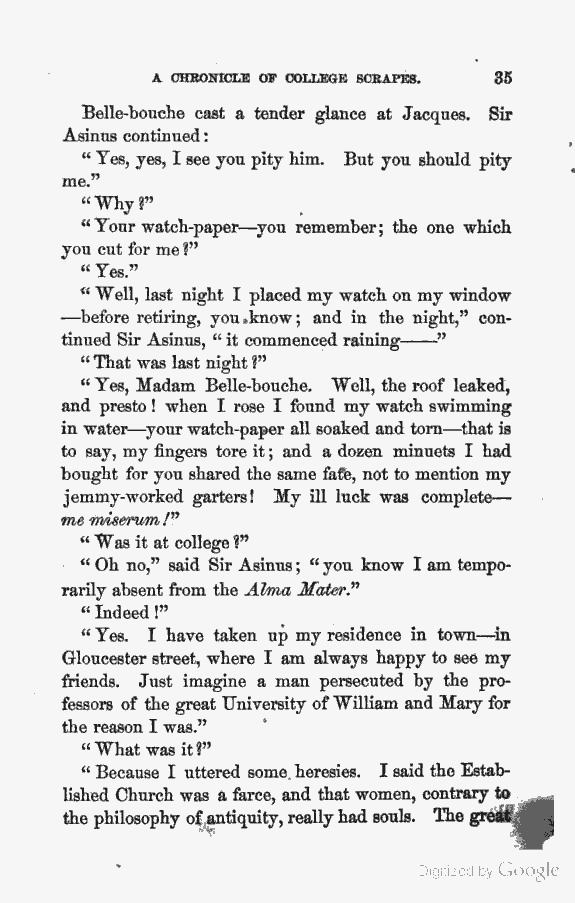 A CHRONICLE OF COLLEGE SCRAPES. 35
Belle-bouche cast a tender glance at Jacques. Sir
Asinus continued:
“Yes, yes, I see you pity him. But you should pity
me.”
“Why?”
“Your watch-paper—you remember; the one which
you cut for me?”
“Yes.”
“Well, last night I placed my watch on my window
—before retiring, you know; and in the night,” con-
tinued Sir Asinus, “it commenced raining——”
“That was last night?”
“Yes, Madam Belle-bouche. Well, the roof leaked,
and presto! when I rose I found my watch swimming
in water—your watch-paper all soaked and torn—that is
to say, my fingers tore it; and a dozen minuets I had
bought for you shared the same fate, not to mention my
jemmy-worked garters! My ill luck was complete—
me miserum!”
“Was it at college?”
“Oh no,” said Sir Asinus; “you know I am tempo-
rarily absent from the Alma Mater.”
“Indeed!”
“Yes. I have taken up my residence in town—in
Gloucester street, where I am always happy to see my
friends. Just imagine a man persecuted by the pro-
fessors of the great University of William and Mary for
the reason I was.”
“What was it?”
“Because I uttered some heresies. I said the Estab-
lished Church was a farce, and that women, contrary to
the philosophy of antiquity, really had souls. The great
Digitized by Google